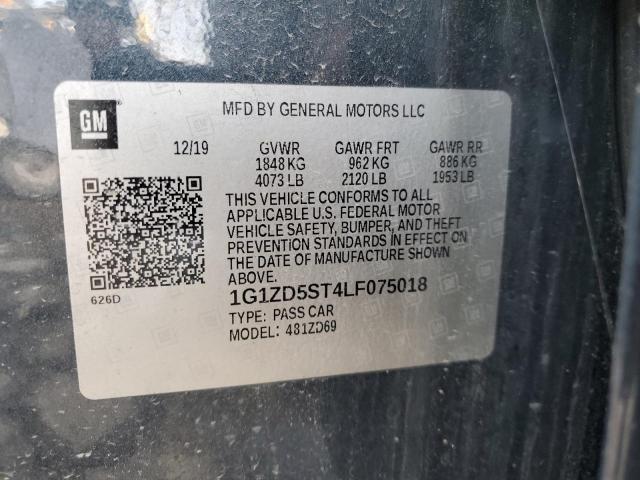 GM
MFD BY GENERAL MOTORS LLC
12/19 GVWR GAWR FRT GAWR RR
1848 KG 962 KG 886 KG
4073 LB 2120 LB 1953 LB
THIS VEHICLE CONFORMS TO ALL
APPLICABLE U.S. FEDERAL MOTOR
VEHICLE SAFETY, BUMPER, AND THEFT
PREVENTION STANDARDS IN EFFECT ON
THE DATE OF MANUFACTURE SHOWN
ABOVE.
626D
1G1ZD5ST4LF075018
TYPE: PASS CAR
MODEL: 481ZD69